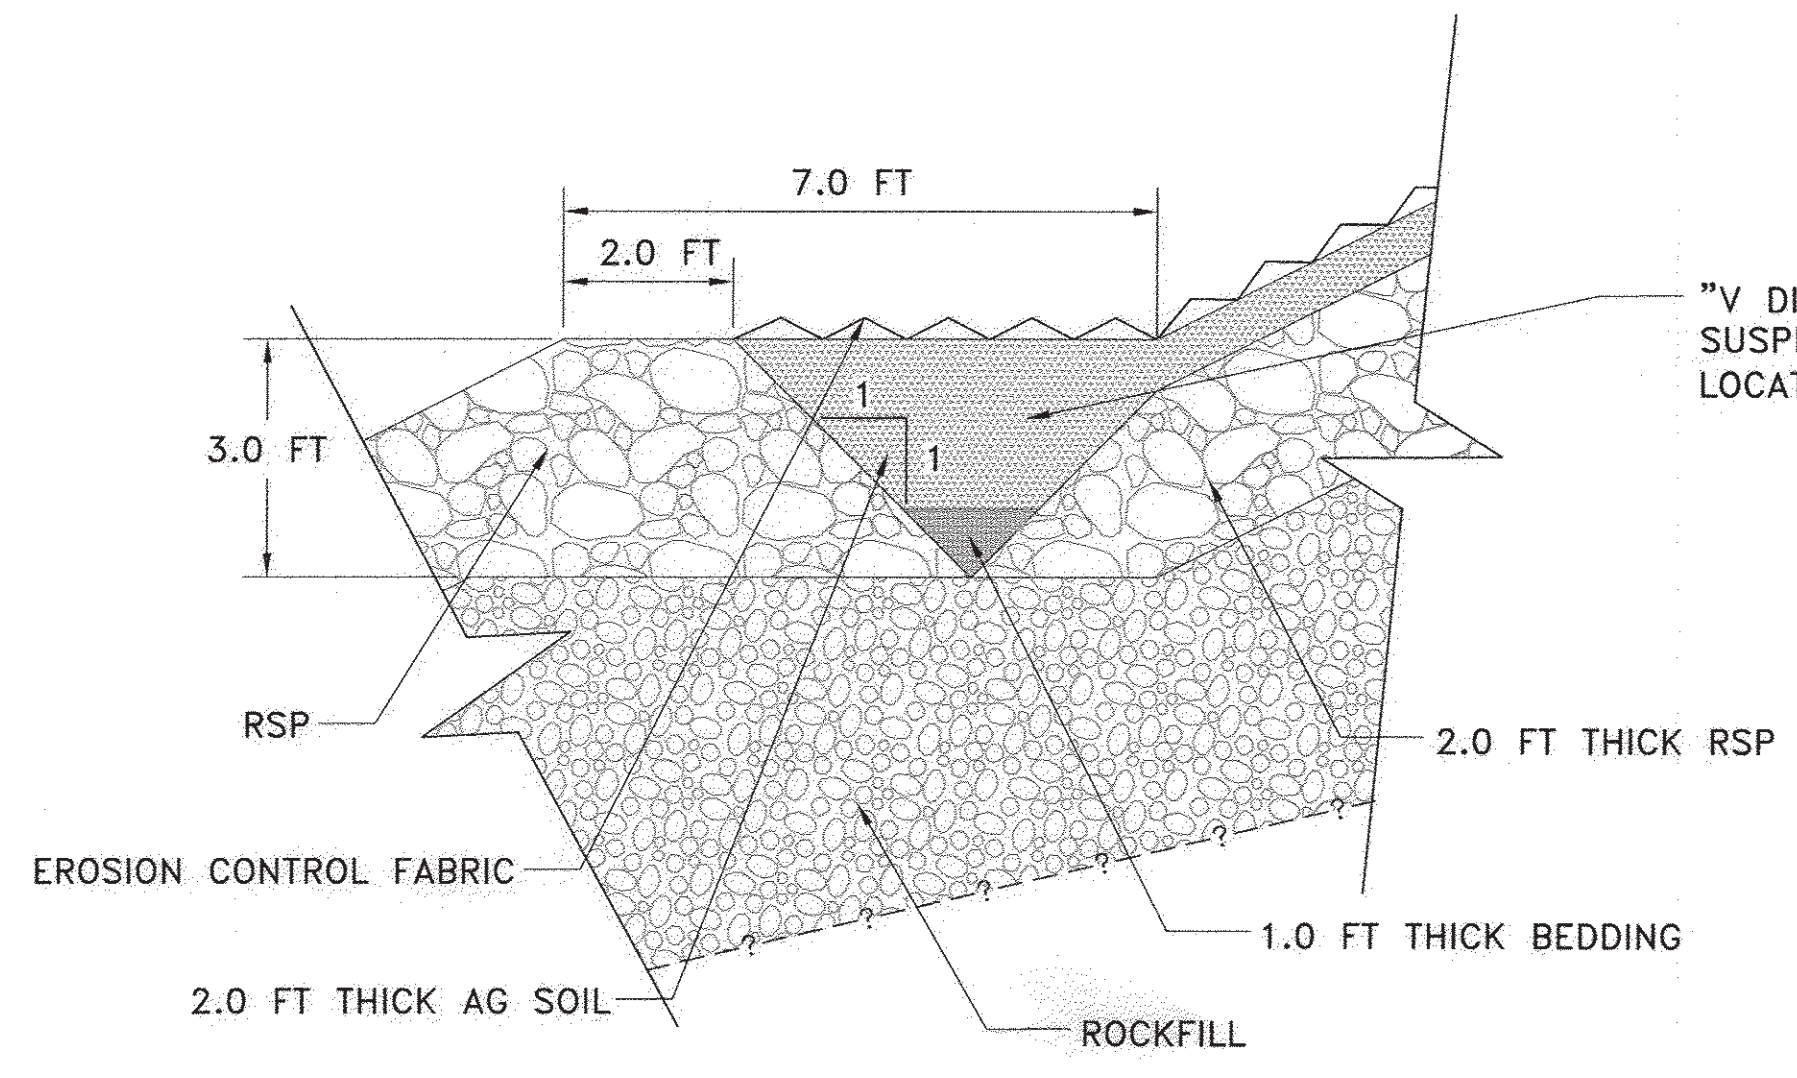 7.0 FT
2.0 FT
"V DI
SUSP
LOCAT
1
1
3.0 FT
RSP
2.0 FT THICK RSP
?
?
?
?
?
?
EROSION CONTROL FABRIC
1.0 FT THICK BEDDING
2.0 FT THICK AG SOIL
ROCKFILL